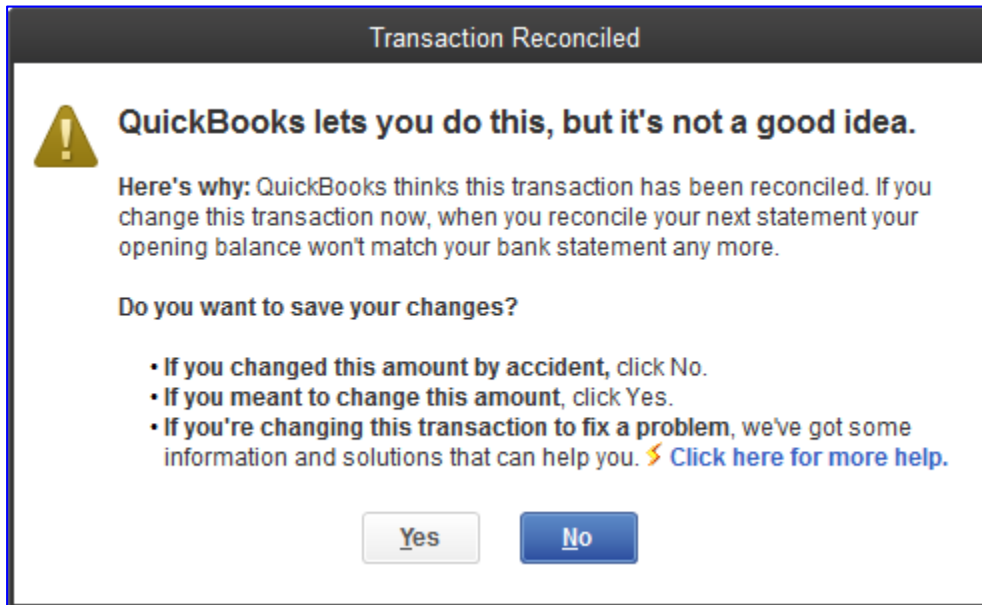 Transaction Reconciled
QuickBooks lets you do this, but it's not a good idea.
Here's why: QuickBooks thinks this transaction has been reconciled. If you
change this transaction now, when you reconcile your next statement your
opening balance won't match your bank statement any more.
Do you want to save your changes?
• If you changed this amount by accident, click No.
• If you meant to change this amount, click Yes.
• If you're changing this transaction to fix a problem, we've got some
information and solutions that can help you. Click here for more help.
Yes
No